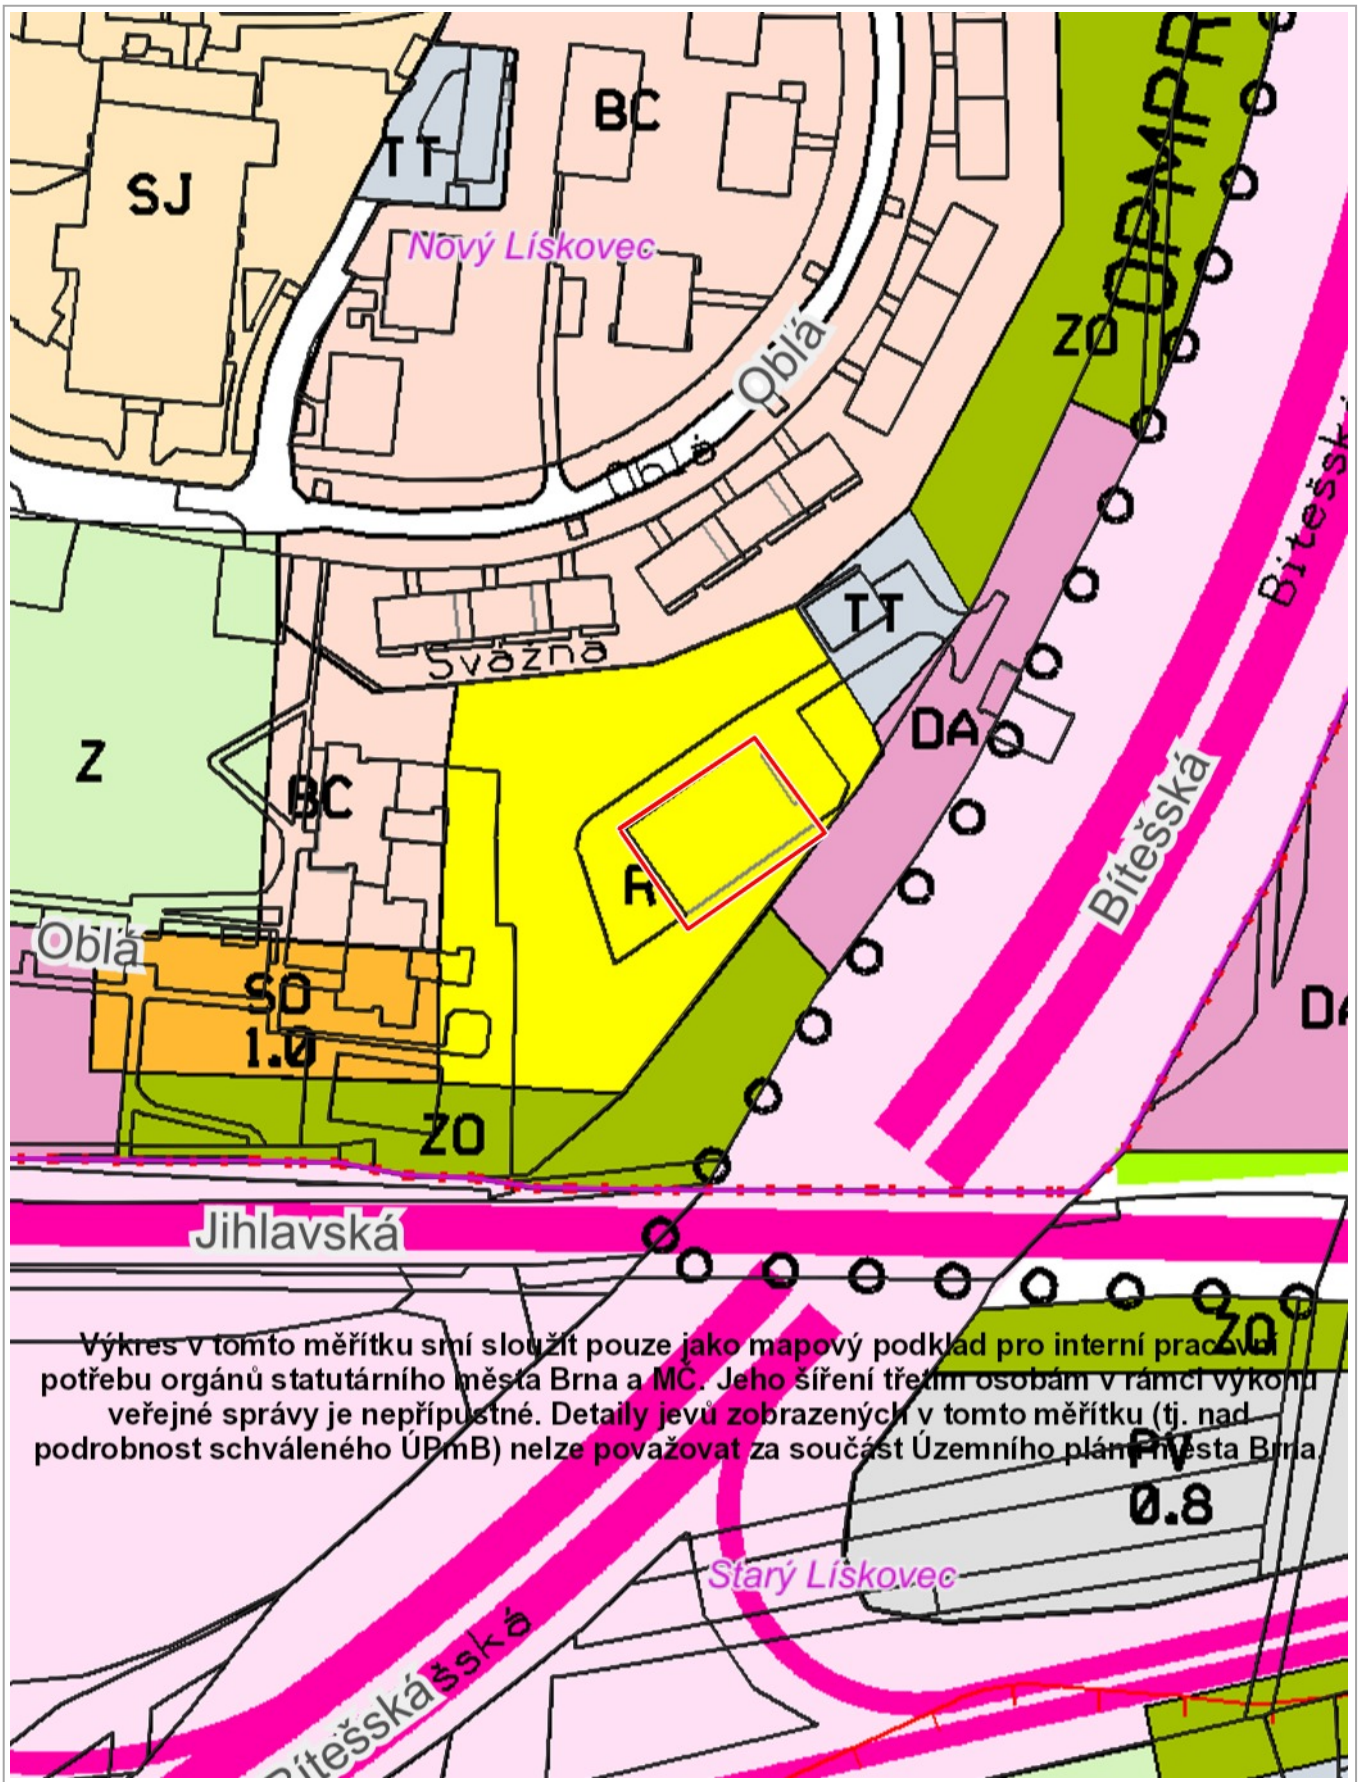 OPMPR
BC
TT
SJ
Nový Lískovec
ZO
Oblá
Oblá
Bítešská
TT
Svážná
DA
Z
BC
Bítešská
R
Oblá
SO
1.0
DA
ZO
Jihlavská
ZO
Výkres v tomto měřítku smí sloužit pouze jako mapový podklad pro interní pracovní
potřebu orgánů statutárního města Brna a MČ. Jeho šíření třetím osobám v rámci výkonu
veřejné správy je nepřípustné. Detaily jevů zobrazených v tomto měřítku (tj. nad
podrobnost schváleného ÚPmB) nelze považovat za součást Územního plánu města Brna.
PV
0.8
Starý Lískovec
šská
Bítešská